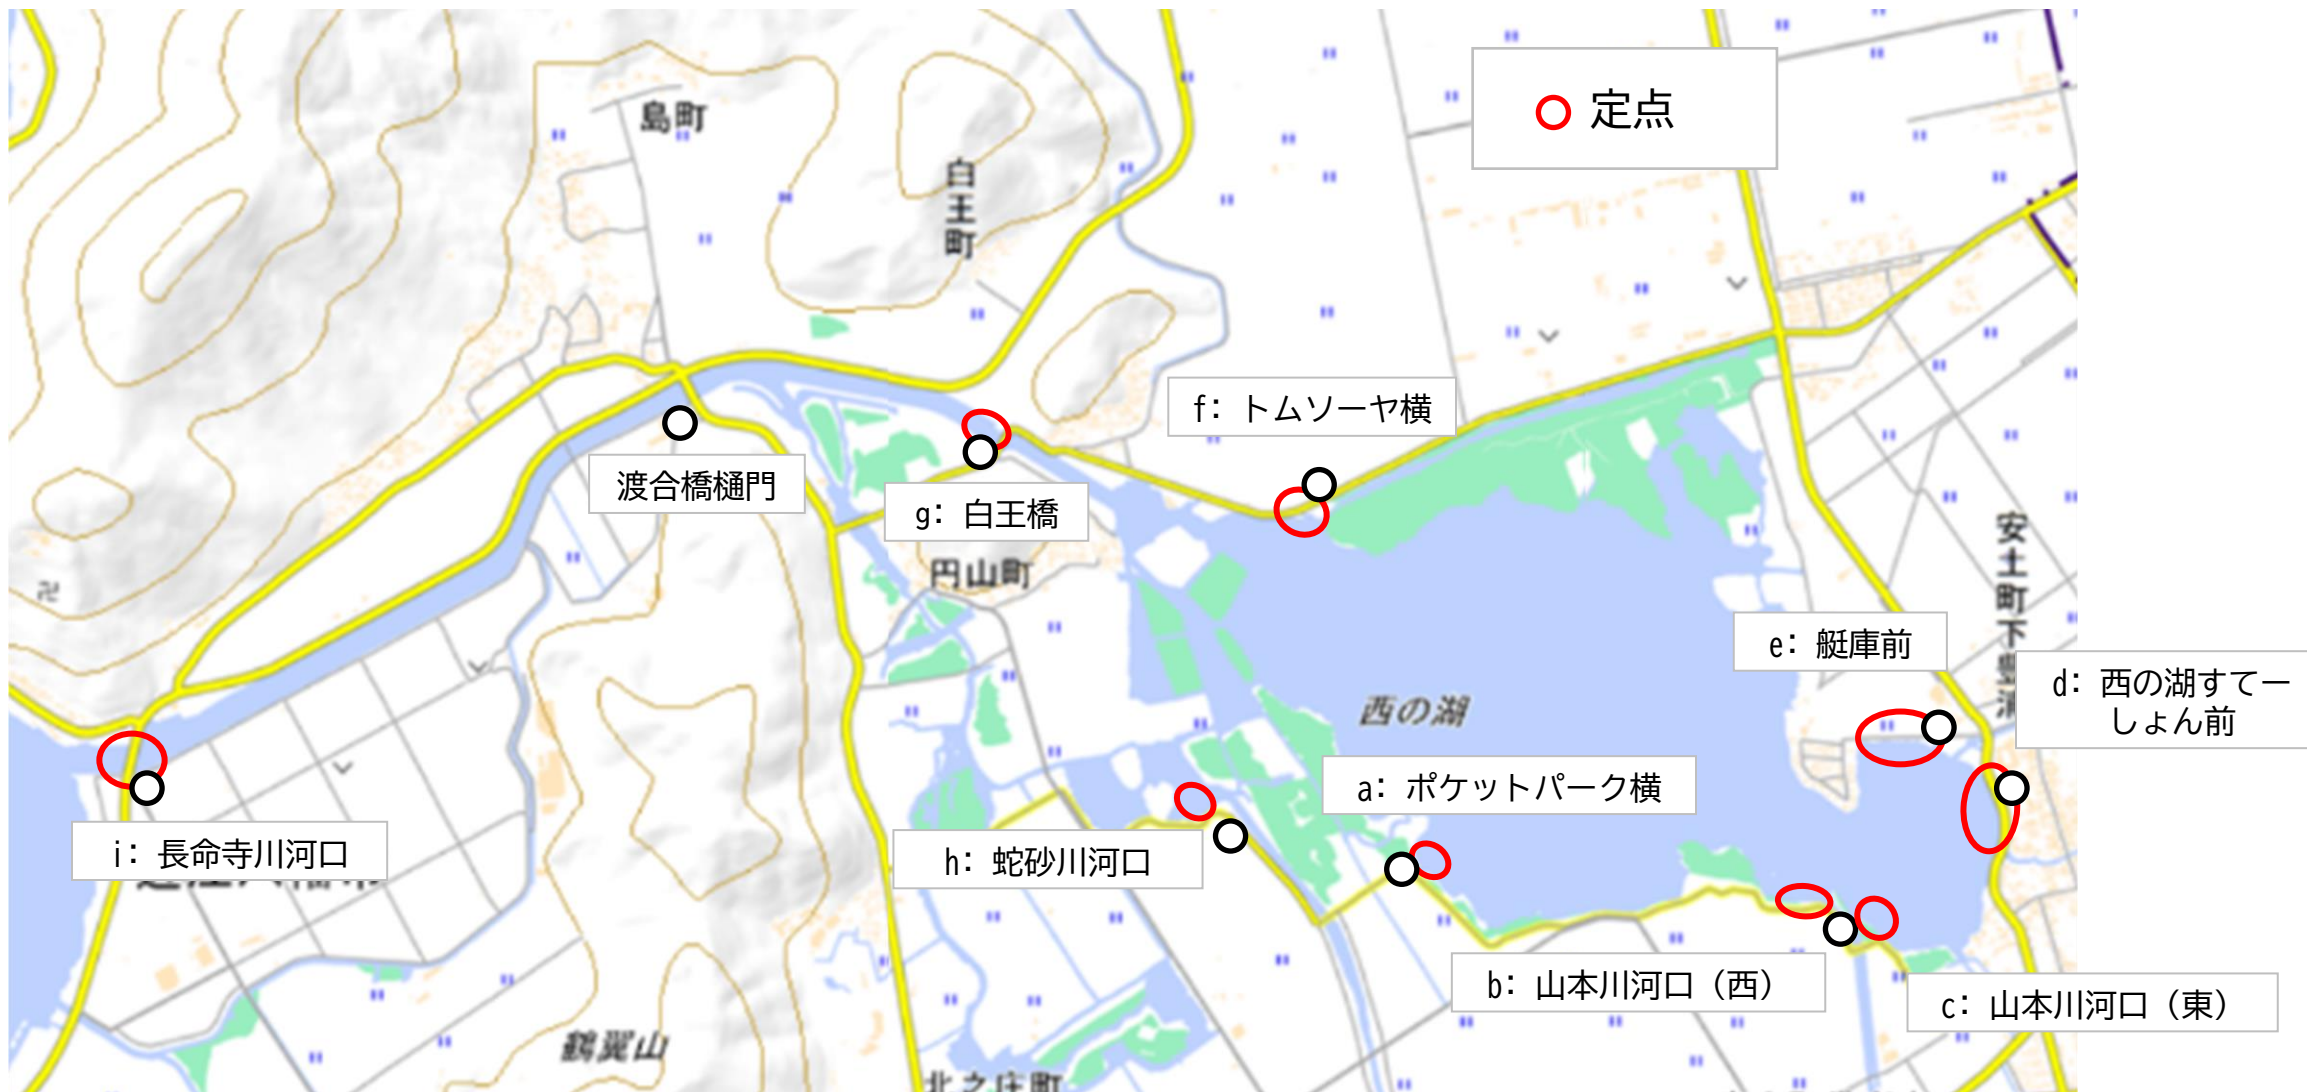 島町
白王町
定点
f: トムソーヤ横
渡合橋樋門
g: 白王橋
円山町
安土町下豊浦
e: 艇庫前
d: 西の湖すてー
しょん前
西の湖
a: ポケットパーク横
i: 長命寺川河口
h: 蛇砂川河口
b: 山本川河口（西）
c: 山本川河口（東）
鶴翼山
北之庄町